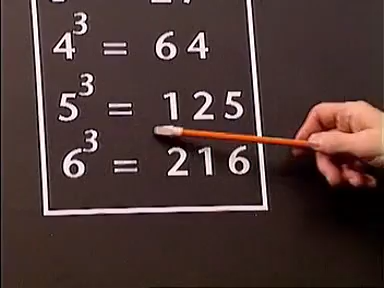 4³ = 64
5³ = 125
6³ = 216